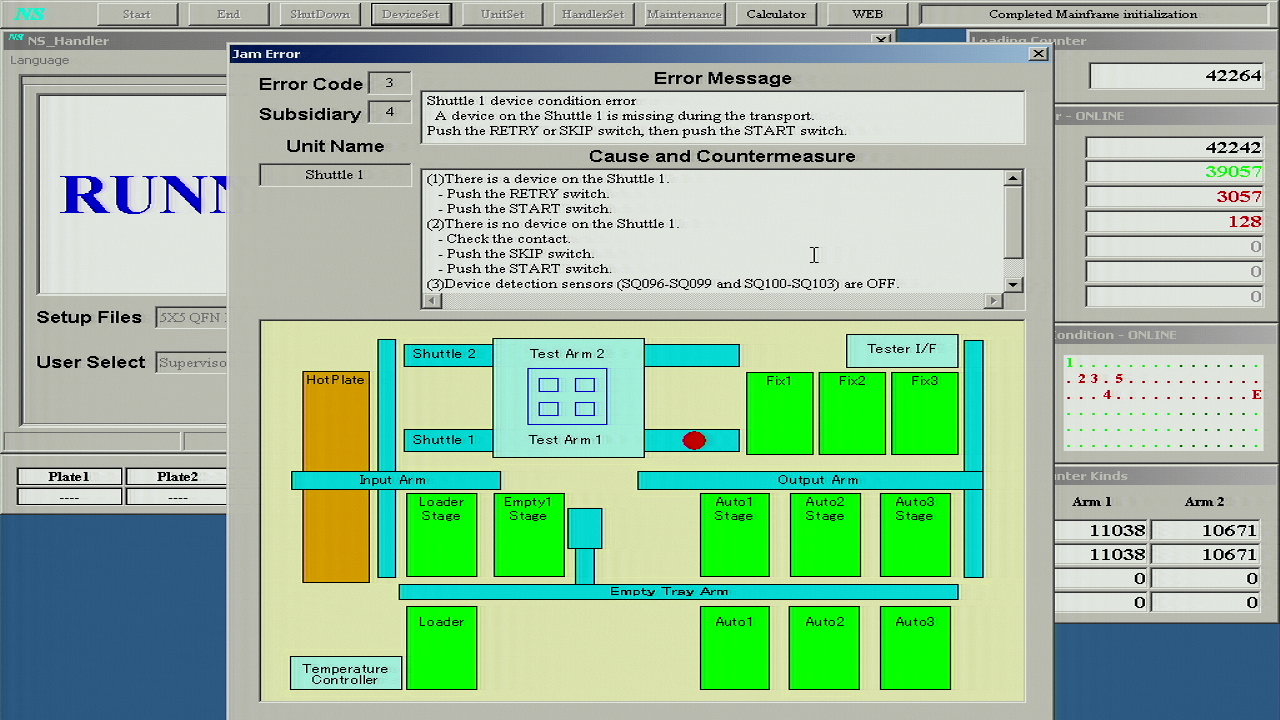 NS
Start
End
ShutDown
DeviceSet
UnitSet
HandlerSet
Maintenance
Calculator
WEB
Completed Mainframe initialization
NS
NS_Handler
Language
Loading Counter
42264
Jam Error
Error Code
3
Subsidiary
4
Unit Name
Shuttle 1
Error Message
Shuttle 1 device condition error
A device on the Shuttle 1 is missing during the transport.
Push the RETRY or SKIP switch, then push the START switch.
Cause and Countermeasure
(1)There is a device on the Shuttle 1.
- Push the RETRY switch.
- Push the START switch.
(2)There is no device on the Shuttle 1.
- Check the contact.
- Push the SKIP switch.
- Push the START switch.
(3)Device detection sensors (SQ096-SQ099 and SQ100-SQ103) are OFF.
- ONLINE
42242
39057
3057
128
0
0
0
Setup Files
5X5 QFN
User Select
Plate1
Plate2
----
----
HotPlate
Shuttle 2
Test Arm 2
Tester I/F
Fix1
Fix2
Fix3
Shuttle 1
Test Arm 1
Input Arm
Output Arm
Loader
Stage
Empty1
Stage
Auto1
Stage
Auto2
Stage
Auto3
Stage
Empty Tray Arm
Loader
Auto1
Auto2
Auto3
Temperature
Controller
- ONLINE
1 . . . . . . . . . . . . . . . . . . .
. 2 3 . 5 . . . . . . . . . . . . . . .
. . . . 4 . . . . . . . . . . . . . . E
Kinds
Arm 1
Arm 2
11038
10671
11038
10671
0
0
0
0